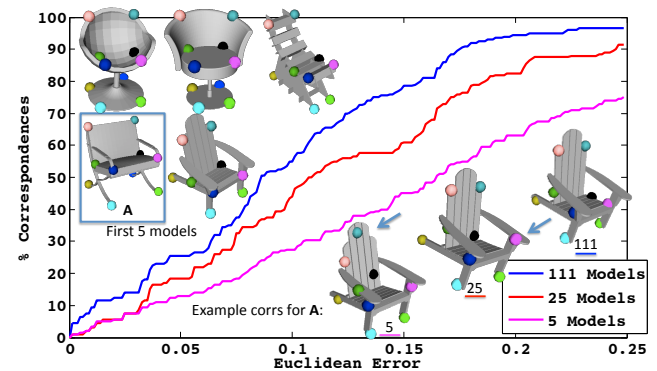 100
90
80
70
60
50
40
30
20
10
0
% Correspondences
A
First 5 models
Example corrs for A:
5
25
111
111 Models
25 Models
5 Models
0
0.05
0.1
0.15
0.2
0.25
Euclidean Error